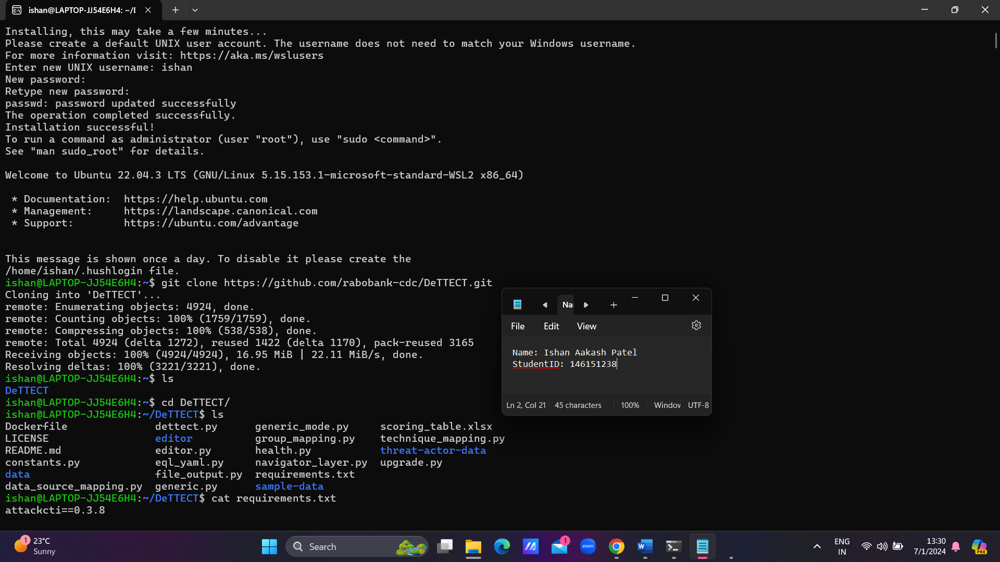 ishan@LAPTOP-JJ54E6H4: ~/
Installing, this may take a few minutes...
Please create a default UNIX user account. The username does not need to match your Windows username.
For more information visit: https://aka.ms/wslusers
Enter new UNIX username: ishan
New password:
Retype new password:
passwd: password updated successfully
The operation completed successfully.
Installation successful!
To run a command as administrator (user "root"), use "sudo <command>".
See "man sudo_root" for details.
Welcome to Ubuntu 22.04.3 LTS (GNU/Linux 5.15.153.1-microsoft-standard-WSL2 x86_64)
* Documentation:  https://help.ubuntu.com
* Management:     https://landscape.canonical.com
* Support:        https://ubuntu.com/advantage
This message is shown once a day. To disable it please create the
/home/ishan/.hushlogin file.
ishan@LAPTOP-JJ54E6H4:~$ git clone https://github.com/rabobank-cdc/DeTTECT.git
Cloning into 'DeTTECT'...
remote: Enumerating objects: 4924, done.
remote: Counting objects: 100% (1759/1759), done.
remote: Compressing objects: 100% (538/538), done.
remote: Total 4924 (delta 1272), reused 1422 (delta 1170), pack-reused 3165
Receiving objects: 100% (4924/4924), 16.95 MiB | 22.11 MiB/s, done.
Resolving deltas: 100% (3221/3221), done.
ishan@LAPTOP-JJ54E6H4:~$ ls
DeTTECT
ishan@LAPTOP-JJ54E6H4:~$ cd DeTTECT/
ishan@LAPTOP-JJ54E6H4:~/DeTTECT$ ls
Dockerfile              dettect.py      generic_mode.py     scoring_table.xlsx
LICENSE                 editor          group_mapping.py    technique_mapping.py
README.md               editor.py       health.py           threat-actor-data
constants.py            eql_yaml.py     navigator_layer.py  upgrade.py
data                    file_output.py  requirements.txt
data_source_mapping.py  generic.py      sample-data
ishan@LAPTOP-JJ54E6H4:~/DeTTECT$ cat requirements.txt
attackcti==0.3.8
Na
File Edit View
Name: Ishan Aakash Patel
StudentID: 146151238
Ln 2, Col 21 45 characters 100% Window UTF-8
1 23°C
Sunny
Search
1
zoom
W
ENG
IN
13:30
7/1/2024
PRE